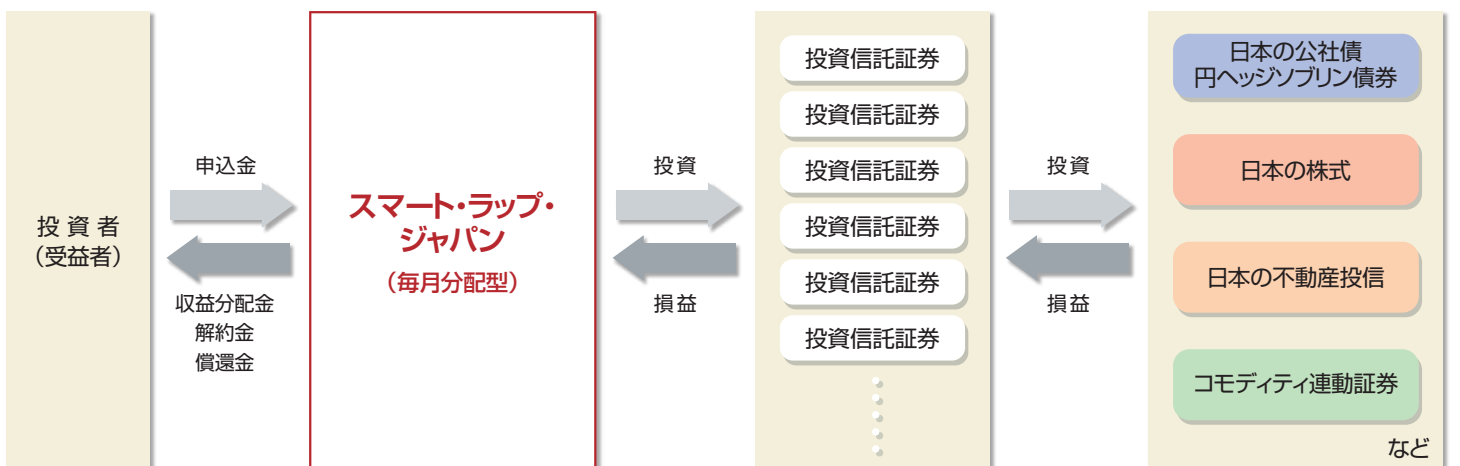 投資者
（受益者）
申込金
収益分配金
解約金
償還金
スマート・ラップ・
ジャパン
（毎月分配型）
投資
損益
投資信託証券
投資信託証券
投資信託証券
投資信託証券
投資信託証券
投資信託証券
投資
損益
日本の公社債
円ヘッジソブリン債券
日本の株式
日本の不動産投信
コモディティ連動証券
など